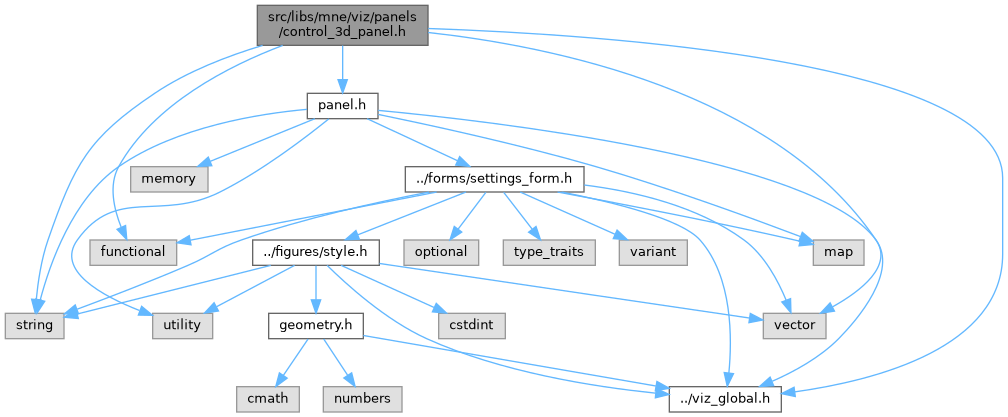 src/libs/mne/viz/panels
/control_3d_panel.h
panel.h
memory
../forms/settings_form.h
functional
../figures/style.h
optional
type_traits
variant
map
string
utility
geometry.h
cstdint
vector
cmath
numbers
../viz_global.h